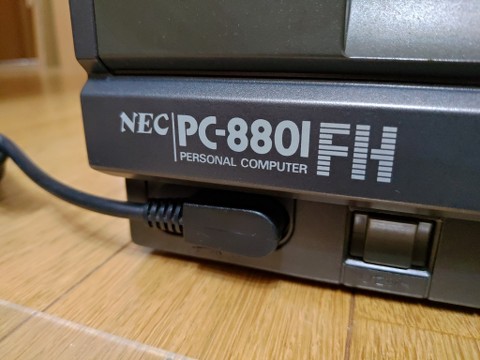 NEC PC-8801 FH
PERSONAL COMPUTER